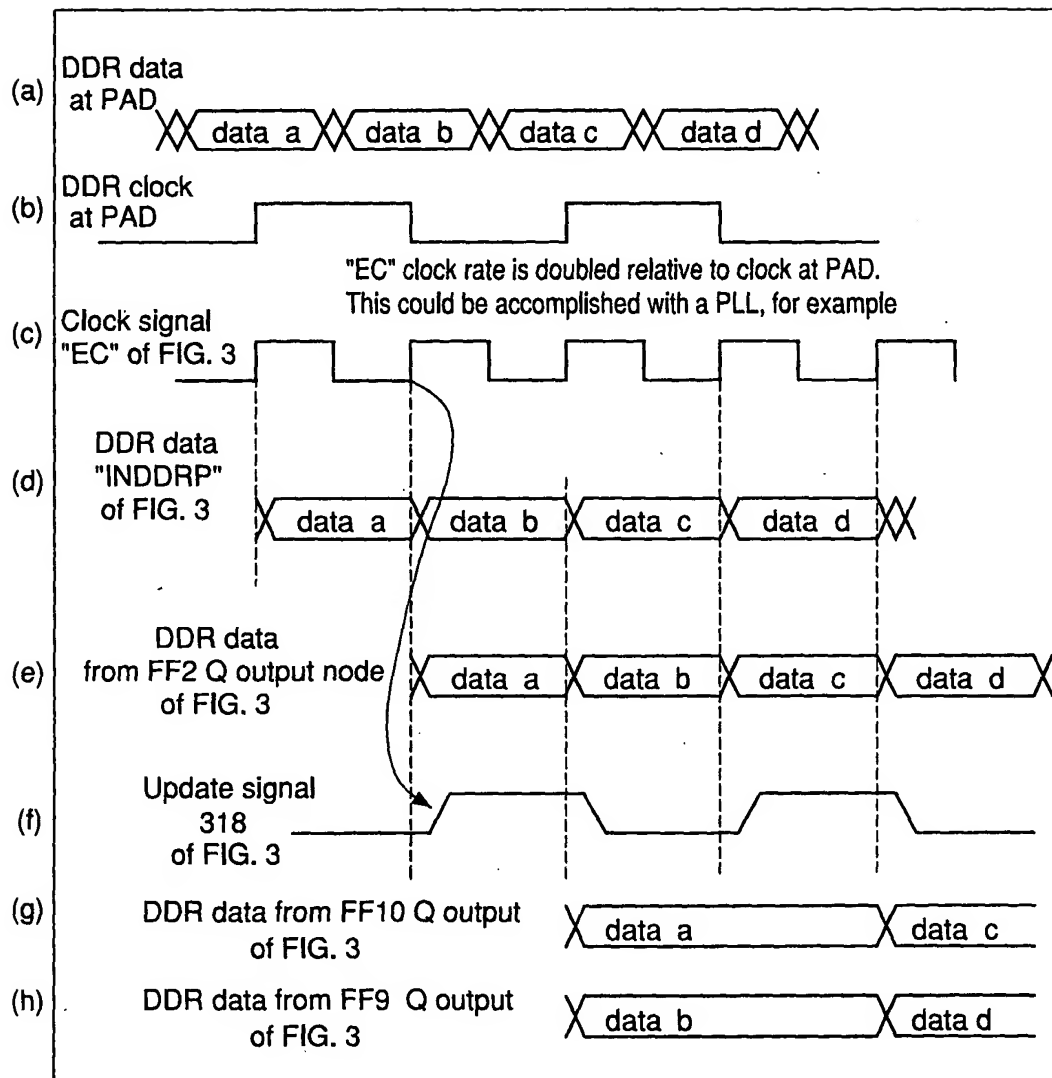 (a) DDR data
at PAD
data a data b data c data d
(b) DDR clock
at PAD
"EC" clock rate is doubled relative to clock at PAD.
This could be accomplished with a PLL, for example
(c) Clock signal
"EC" of FIG. 3
(d) DDR data
"INDDRP"
of FIG. 3
data a data b data c data d
(e) DDR data
from FF2 Q output node
of FIG. 3
data a data b data c data d
(f) Update signal
318
of FIG. 3
(g) DDR data from FF10 Q output
of FIG. 3
data a data c
(h) DDR data from FF9 Q output
of FIG. 3
data b data d